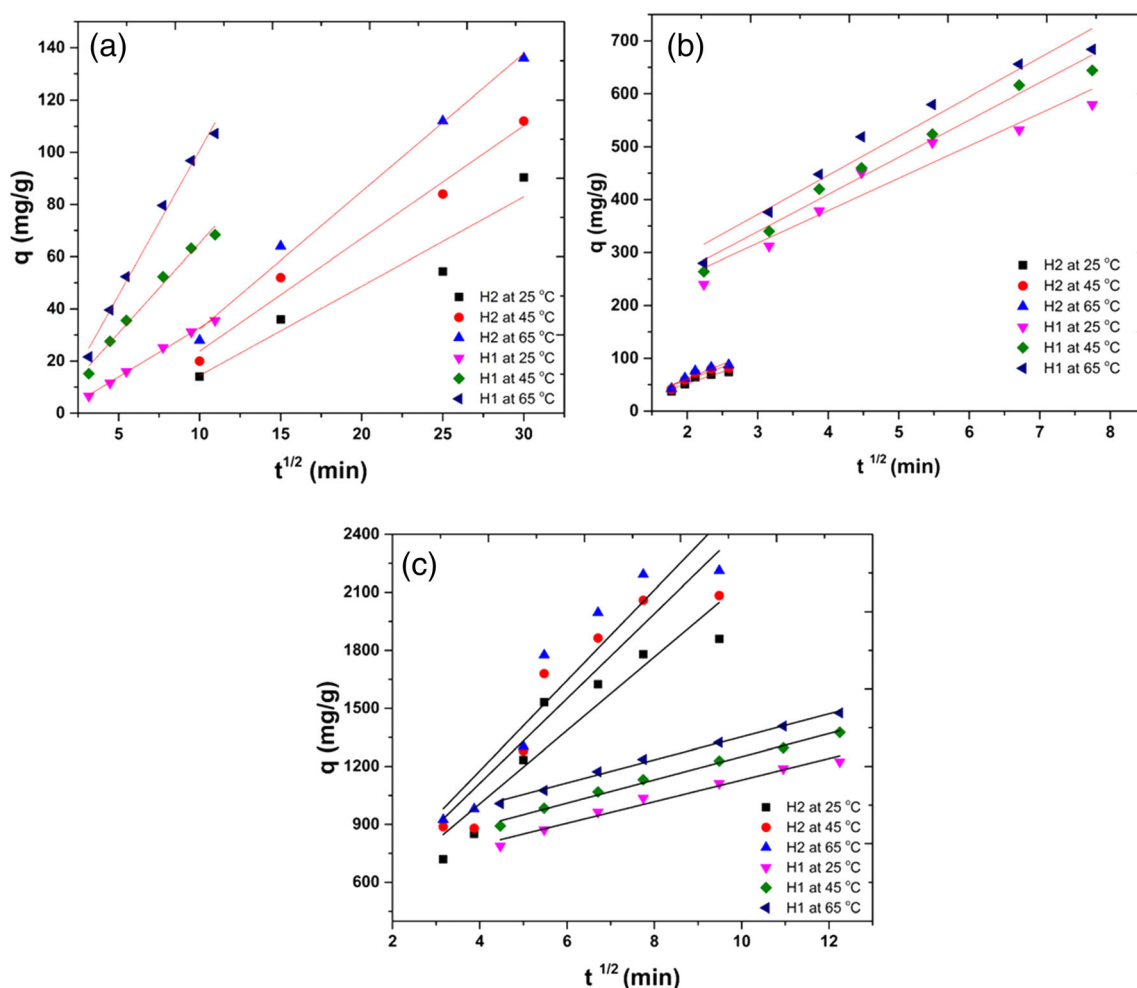 (a)
q (mg/g)
140
120
100
80
60
40
20
0
5
10
15
20
25
30
t1/2 (min)
H2 at 25 °C
H2 at 45 °C
H2 at 65 °C
H1 at 25 °C
H1 at 45 °C
H1 at 65 °C
(b)
q (mg/g)
700
600
500
400
300
200
100
0
2
3
4
5
6
7
8
t 1/2 (min)
H2 at 25 °C
H2 at 45 °C
H2 at 65 °C
H1 at 25 °C
H1 at 45 °C
H1 at 65 °C
(c)
q (mg/g)
2400
2100
1800
1500
1200
900
600
2
4
6
8
10
12
t 1/2 (min)
H2 at 25 °C
H2 at 45 °C
H2 at 65 °C
H1 at 25 °C
H1 at 45 °C
H1 at 65 °C